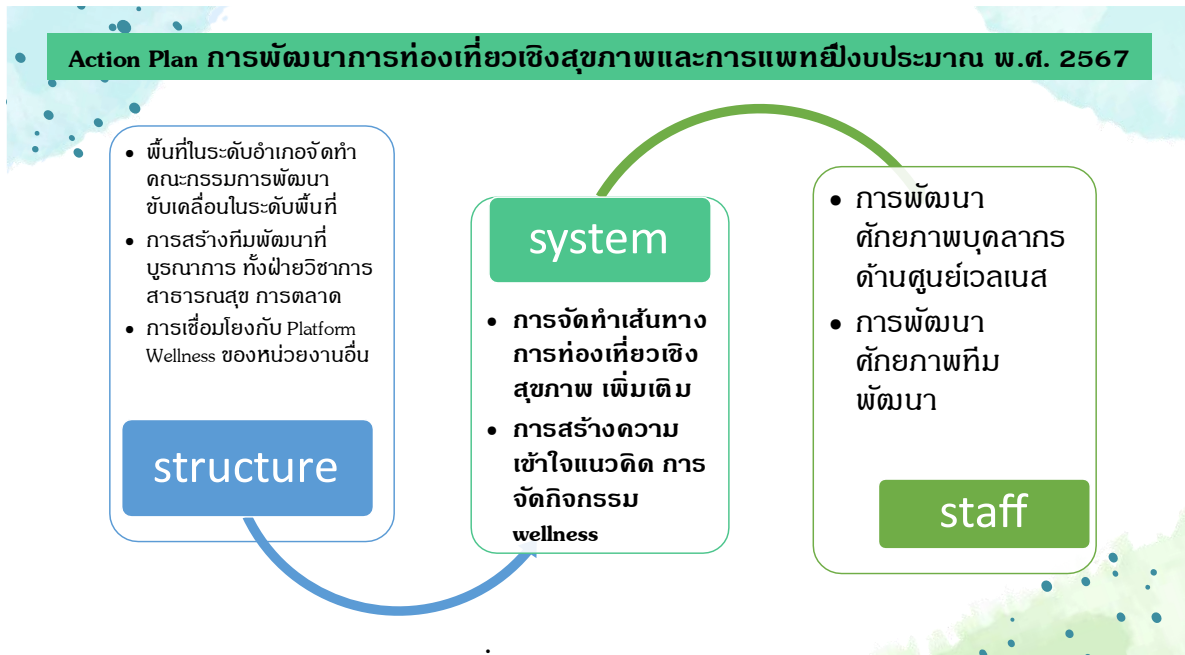 Action Plan การพัฒนาการท่องเที่ยวเชิงสุขภาพและการแพทย์ปีงบประมาณ พ.ศ. 2567
• พื้นที่ในระดับอำเภอจัดทำ
คณะกรรมการพัฒนา
ขับเคลื่อนในระดับพื้นที่
• การสร้างทีมพัฒนาที่
บูรณาการ ทั้งฝ่ายวิชาการ
สาธารณสุข การตลาด
• การเชื่อมโยงกับ Platform
Wellness ของหน่วยงานอื่น
structure
system
• การจัดทำเส้นทาง
การท่องเที่ยวเชิง
สุขภาพ เพิ่มเติม
• การสร้างความ
เข้าใจแนวคิด การ
จัดกิจกรรม
wellness
• การพัฒนา
ศักยภาพบุคลากร
ด้านศูนย์เวลเนส
• การพัฒนา
ศักยภาพทีม
พัฒนา
staff